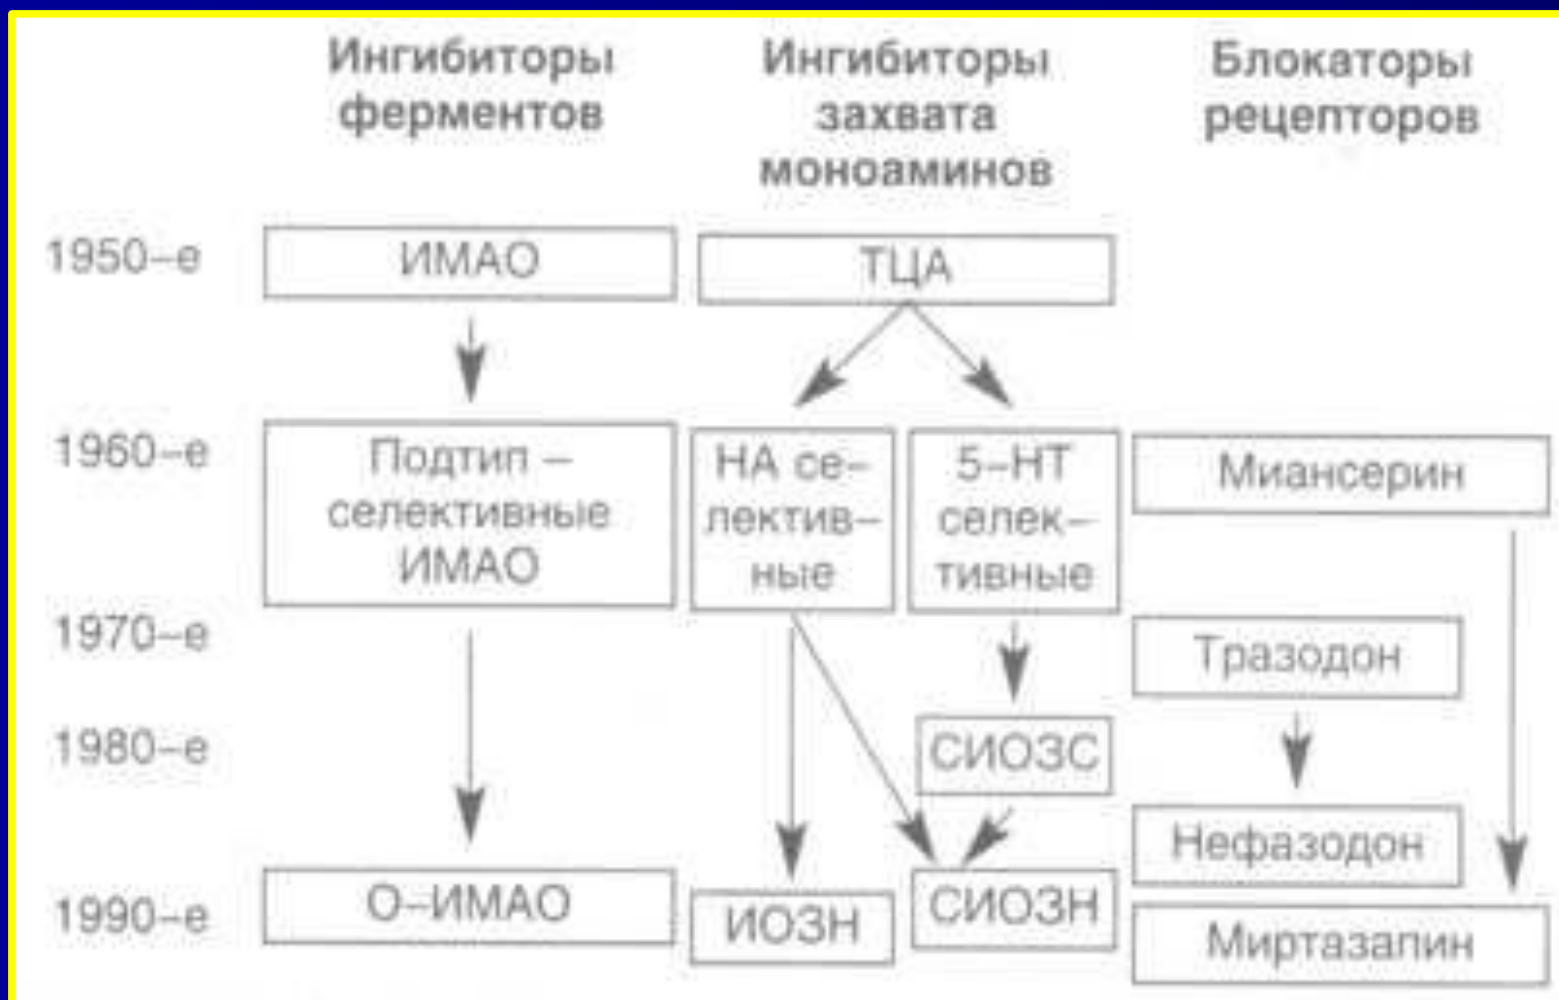 Ингибиторы
ферментов
Ингибиторы
захвата
моноаминов
Блокаторы
рецепторов
1950–е
ИМАО
ТЦА
1960–е
Подтип –
селективные
ИМАО
НА се–
лектив–
ные
5–НТ
селек–
тивные
Миансерин
1970–е
Тразодон
1980–е
СИОЗС
Нефазодон
1990–е
О–ИМАО
ИОЗН
СИОЗН
Миртазапин